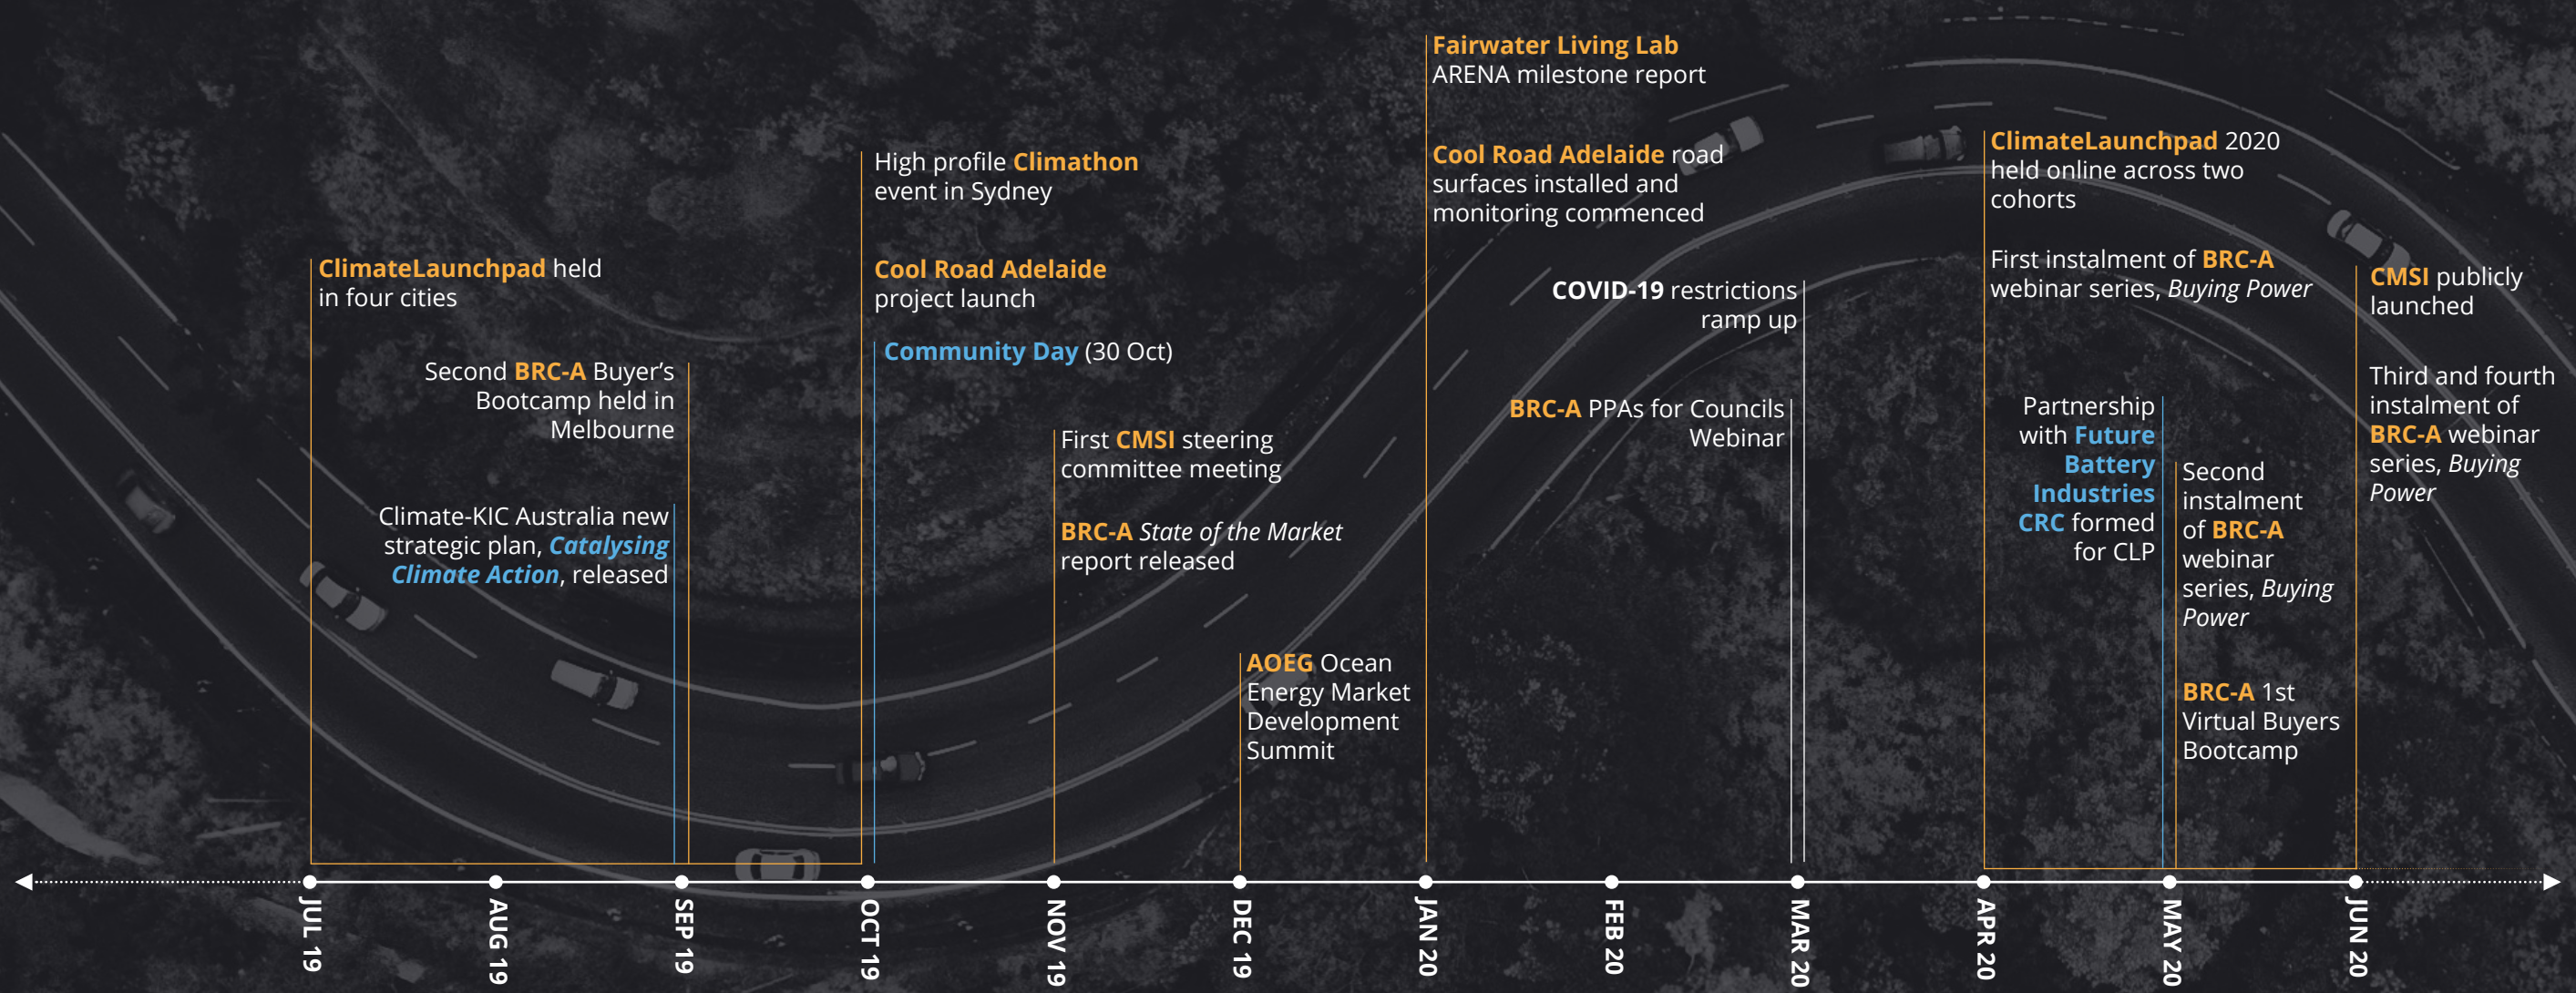 ClimateLaunchpad held
in four cities
Second BRC-A Buyer’s
Bootcamp held in
Melbourne
Climate-KIC Australia new
strategic plan, Catalysing
Climate Action, released
High profile Climathon
event in Sydney
Cool Road Adelaide
project launch
Community Day (30 Oct)
First CMSI steering
committee meeting
BRC-A State of the Market
report released
AOEG Ocean
Energy Market
Development
Summit
Fairwater Living Lab
ARENA milestone report
Cool Road Adelaide road
surfaces installed and
monitoring commenced
COVID-19 restrictions
ramp up
BRC-A PPAs for Councils
Webinar
ClimateLaunchpad 2020
held online across two
cohorts
First instalment of BRC-A
webinar series, Buying Power
Partnership
with Future
Battery
Industries
CRC formed
for CLP
Second
instalment
of BRC-A
webinar
series, Buying
Power
BRC-A 1st
Virtual Buyers
Bootcamp
CMSI publicly
launched
Third and fourth
instalment of
BRC-A webinar
series, Buying
Power
JUL 19
AUG 19
SEP 19
OCT 19
NOV 19
DEC 19
JAN 20
FEB 20
MAR 20
APR 20
MAY 20
JUN 20